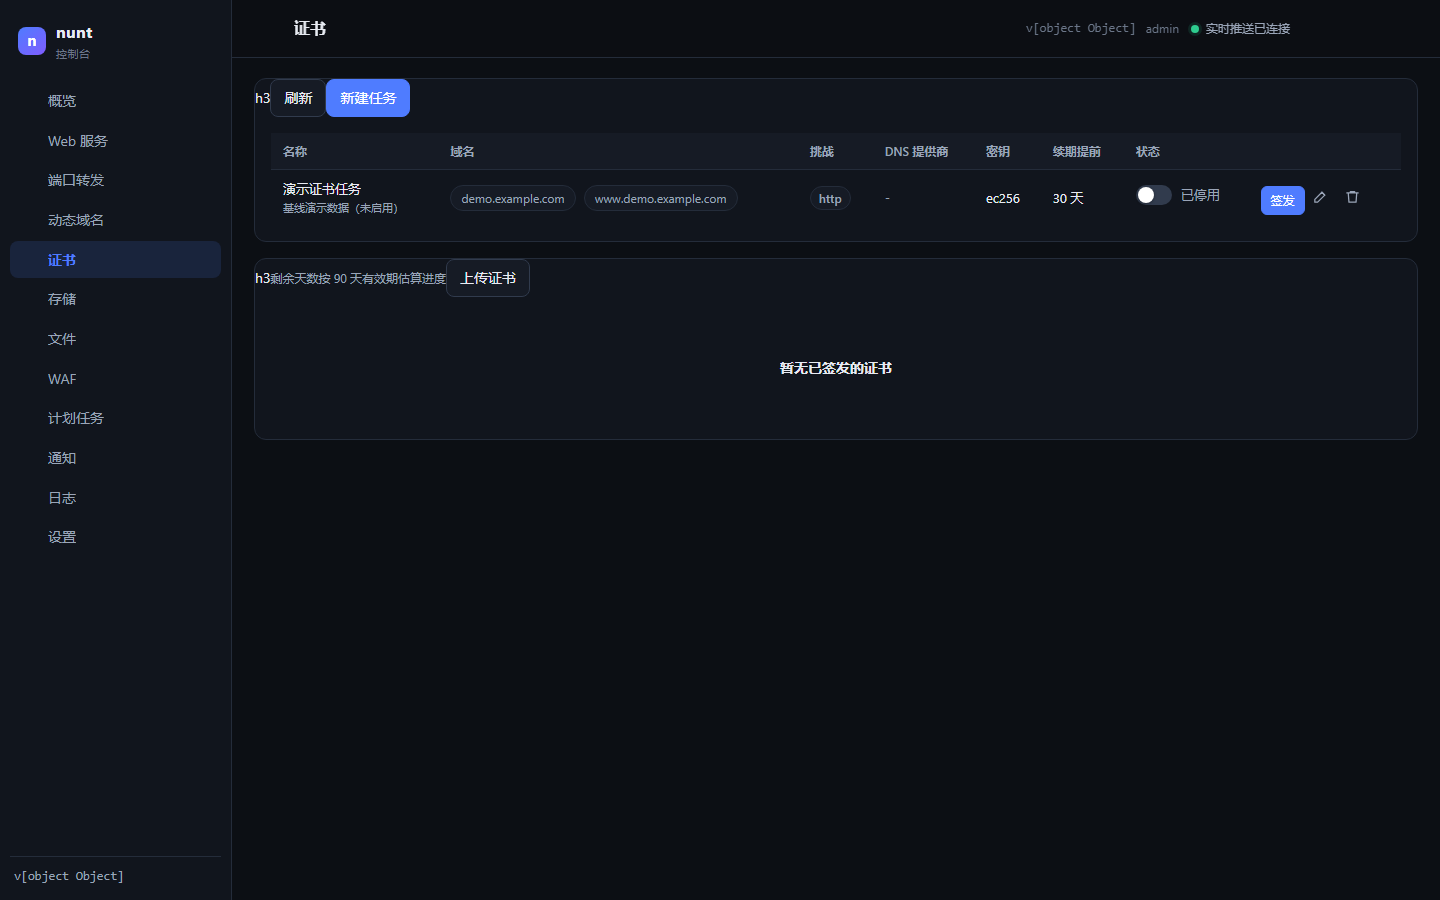 n
nunt
控制台
概览
Web 服务
端口转发
动态域名
证书
存储
文件
WAF
计划任务
通知
日志
设置
v[object Object]
证书
v[object Object] admin 实时推送已连接
h3 刷新 新建任务
名称 域名 挑战 DNS 提供商 密钥 续期提前 状态
演示证书任务 demo.example.com www.demo.example.com http - ec256 30 天 已停用 签发
基线演示数据（未启用）
h3剩余天数按 90 天有效期估算进度 上传证书
暂无已签发的证书